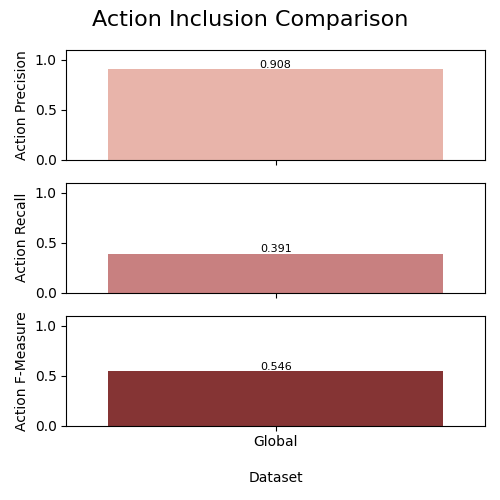 Action Inclusion Comparison
Action Precision
1.0
0.5
0.0
0.908
Action Recall
1.0
0.5
0.0
0.391
Action F-Measure
1.0
0.5
0.0
0.546
Global
Dataset